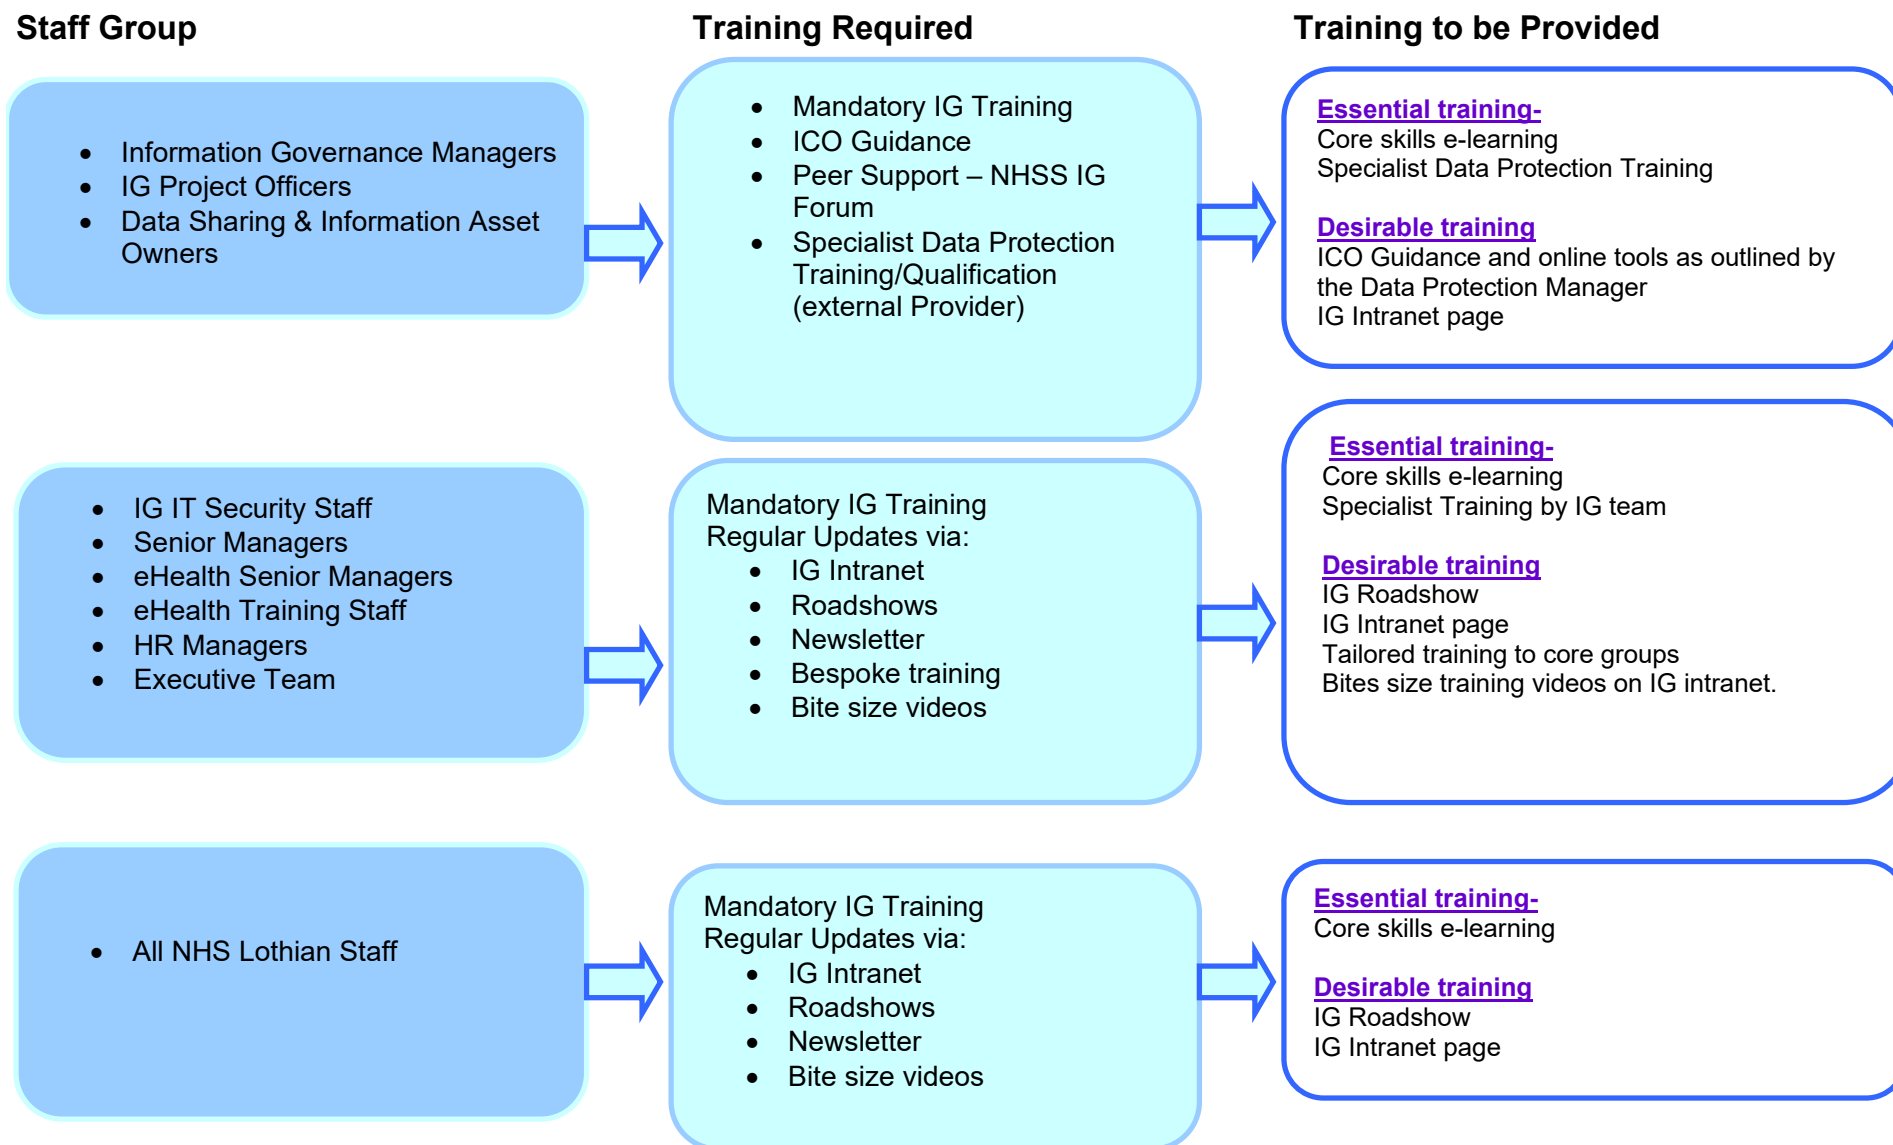 Staff Group
Training Required
Training to be Provided
• Information Governance Managers
• IG Project Officers
• Data Sharing & Information Asset
Owners
• Mandatory IG Training
• ICO Guidance
• Peer Support – NHSS IG
Forum
• Specialist Data Protection
Training/Qualification
(external Provider)
Essential training-
Core skills e-learning
Specialist Data Protection Training
Desirable training
ICO Guidance and online tools as outlined by
the Data Protection Manager
IG Intranet page
• IG IT Security Staff
• Senior Managers
• eHealth Senior Managers
• eHealth Training Staff
• HR Managers
• Executive Team
Mandatory IG Training
Regular Updates via:
• IG Intranet
• Roadshows
• Newsletter
• Bespoke training
• Bite size videos
Essential training-
Core skills e-learning
Specialist Training by IG team
Desirable training
IG Roadshow
IG Intranet page
Tailored training to core groups
Bites size training videos on IG intranet.
• All NHS Lothian Staff
Mandatory IG Training
Regular Updates via:
• IG Intranet
• Roadshows
• Newsletter
• Bite size videos
Essential training-
Core skills e-learning
Desirable training
IG Roadshow
IG Intranet page